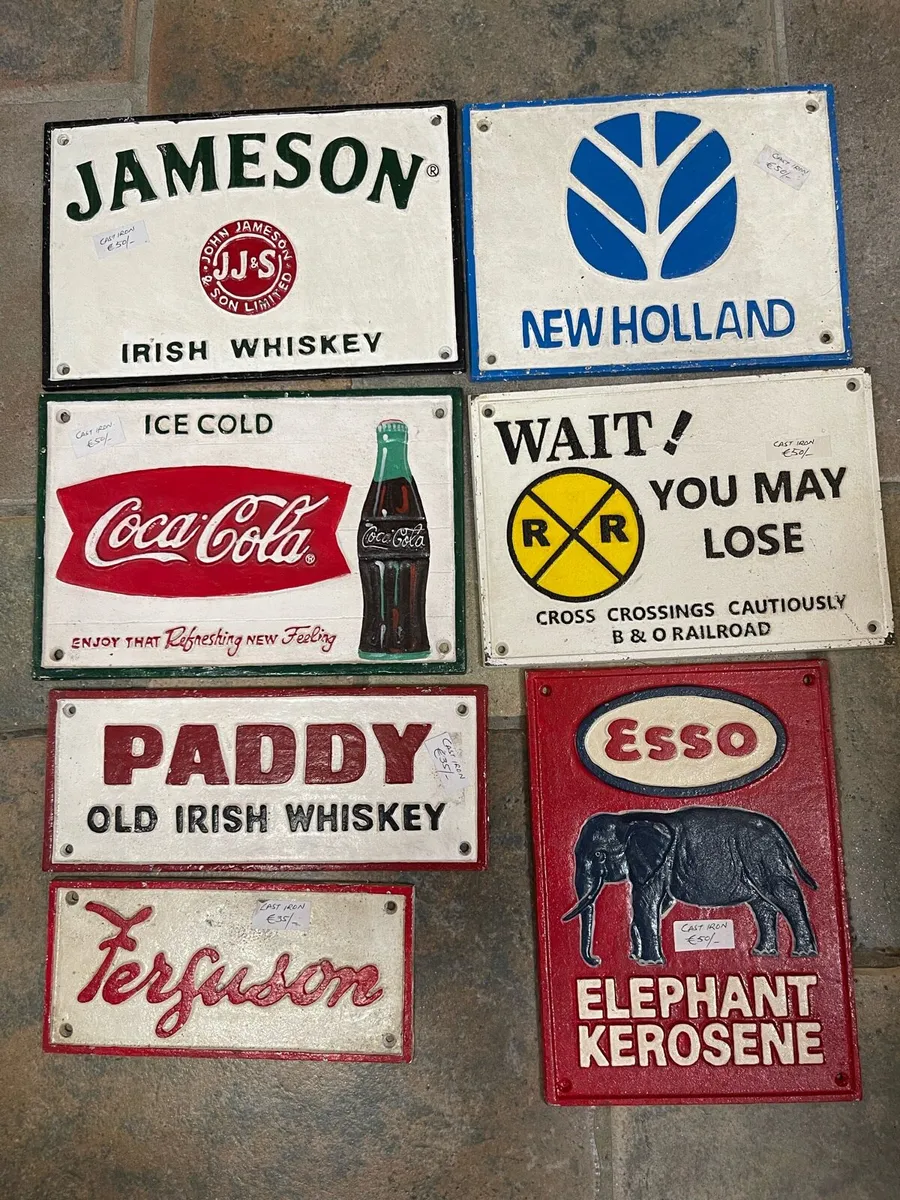 JAMESON®
CAST IRON
€50/-
JOHN JAMESON
& SON LIMITED
JJ&S
IRISH WHISKEY
CAST IRON
€50/-
NEW HOLLAND
CAST IRON
€50/-
ICE COLD
Coca-Cola®
Coca-Cola
ENJOY THAT Refreshing NEW Feeling
WAIT!
CAST IRON
€50/-
R R
YOU MAY
LOSE
CROSS CROSSINGS CAUTIOUSLY
B & O RAILROAD
PADDY
CAST IRON
€35/-
OLD IRISH WHISKEY
Esso
CAST IRON
€50/-
ELEPHANT
KEROSENE
CAST IRON
€35/-
Ferguson